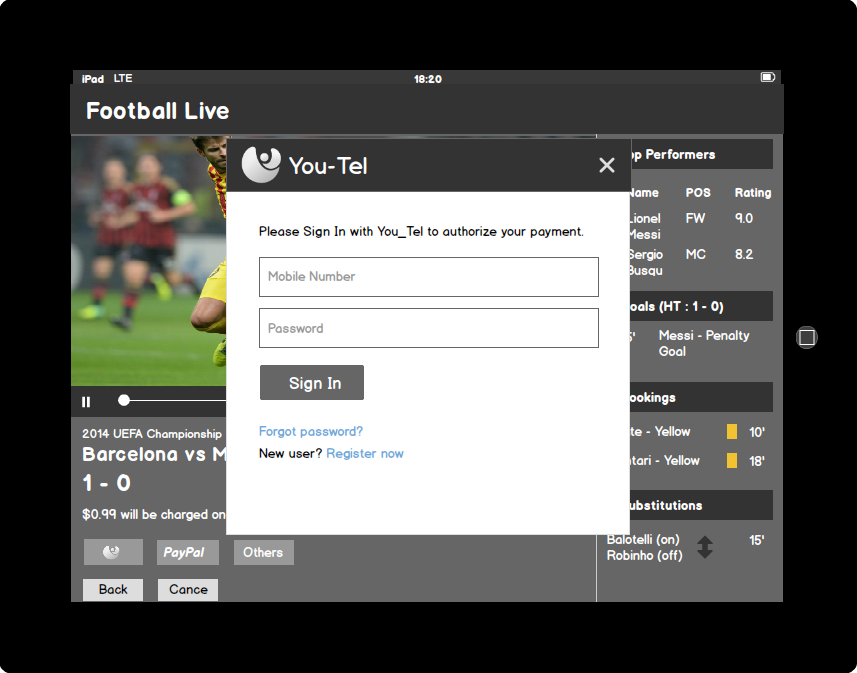 iPad LTE 18:20
Football Live
You-Tel
Please Sign In with You_Tel to authorize your payment.
Mobile Number
Password
Sign In
Forgot password?
New user? Register now
2014 UEFA Championship
Barcelona vs M
1 - 0
$0.99 will be charged on
PayPal Others
Back Cance
op Performers
Name POS Rating
Lionel FW 9.0
Messi
Sergio MC 8.2
Busqu
oals (HT : 1 - 0)
5' Messi - Penalty
Goal
ookings
te - Yellow 10'
ntari - Yellow 18'
ubstitutions
Balotelli (on) 15'
Robinho (off)